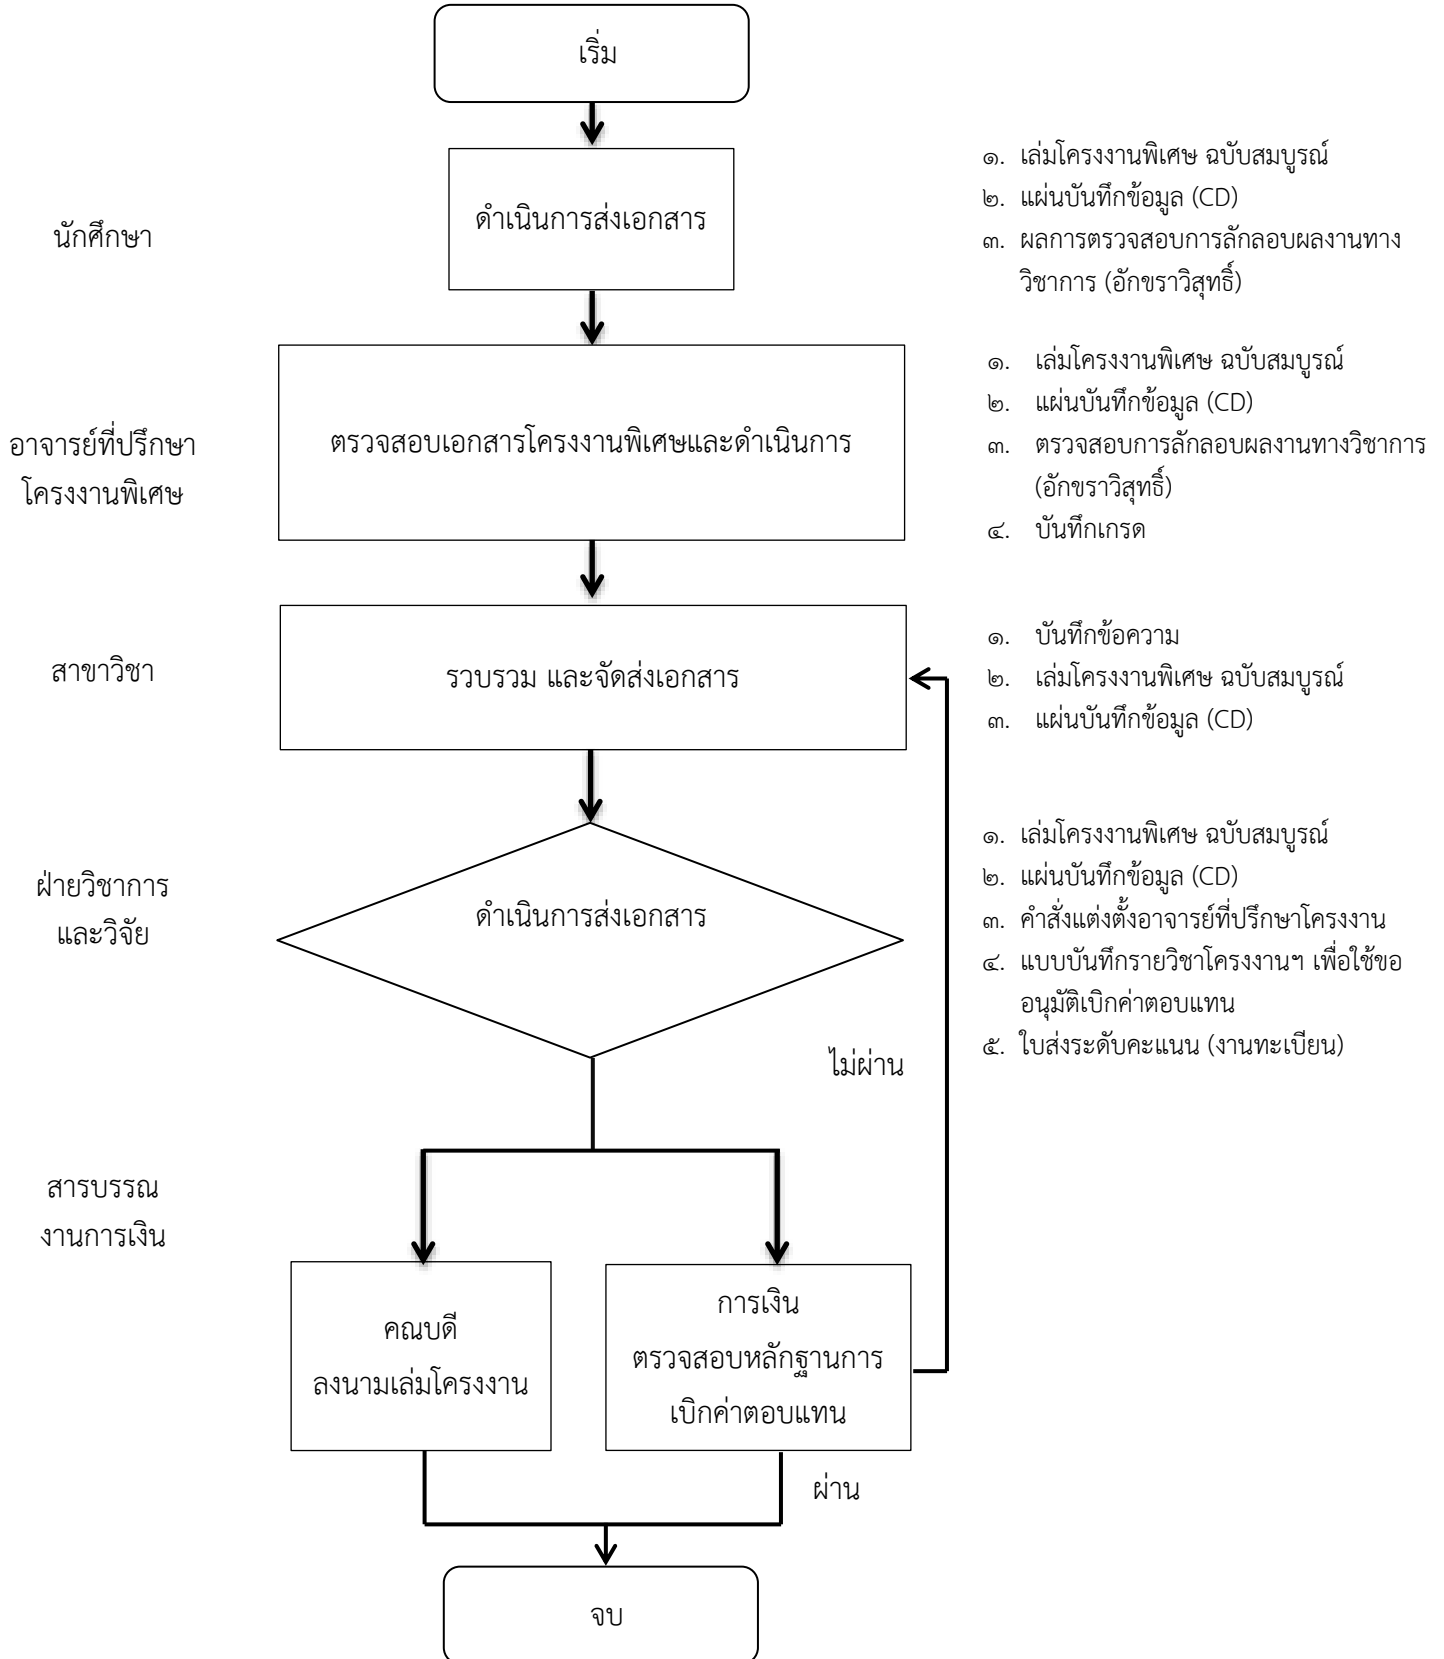 เริ่ม
นักศึกษา
ดำเนินการส่งเอกสาร
๑. เล่มโครงงานพิเศษ ฉบับสมบูรณ์
๒. แผ่นบันทึกข้อมูล (CD)
๓. ผลการตรวจสอบการลักลอบผลงานทาง
วิชาการ (อักขราวิสุทธิ์)
อาจารย์ที่ปรึกษา
โครงงานพิเศษ
ตรวจสอบเอกสารโครงงานพิเศษและดำเนินการ
๑. เล่มโครงงานพิเศษ ฉบับสมบูรณ์
๒. แผ่นบันทึกข้อมูล (CD)
๓. ตรวจสอบการลักลอบผลงานทางวิชาการ
(อักขราวิสุทธิ์)
๔. บันทึกเกรด
สาขาวิชา
รวบรวม และจัดส่งเอกสาร
๑. บันทึกข้อความ
๒. เล่มโครงงานพิเศษ ฉบับสมบูรณ์
๓. แผ่นบันทึกข้อมูล (CD)
ฝ่ายวิชาการ
และวิจัย
ดำเนินการส่งเอกสาร
๑. เล่มโครงงานพิเศษ ฉบับสมบูรณ์
๒. แผ่นบันทึกข้อมูล (CD)
๓. คำสั่งแต่งตั้งอาจารย์ที่ปรึกษาโครงงาน
๔. แบบบันทึกรายวิชาโครงงานฯ เพื่อใช้ขอ
อนุมัติเบิกค่าตอบแทน
๕. ใบส่งระดับคะแนน (งานทะเบียน)
ไม่ผ่าน
สารบรรณ
งานการเงิน
คณบดี
ลงนามเล่มโครงงาน
การเงิน
ตรวจสอบหลักฐานการ
เบิกค่าตอบแทน
ผ่าน
จบ